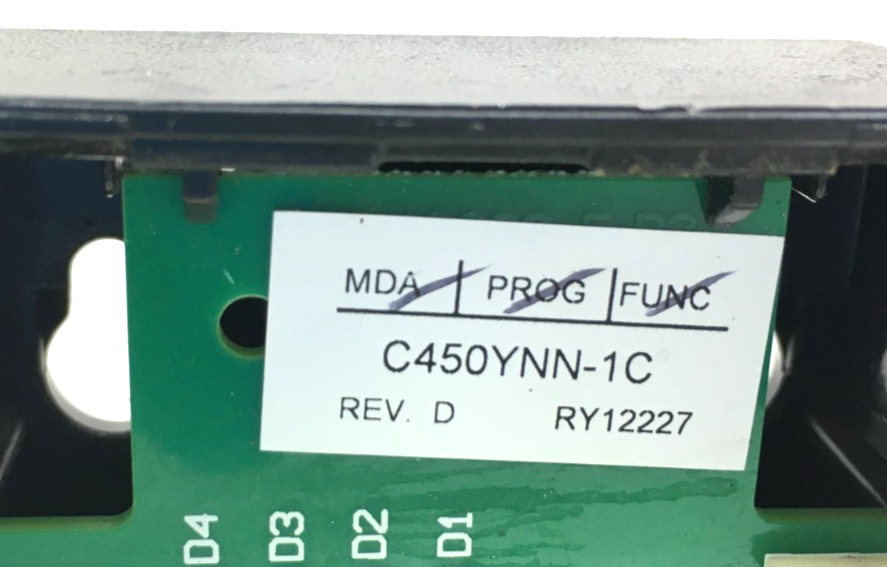 MDA PROG FUNC
C450YNN-1C
REV. D RY12227
D4 D3 D2 D1